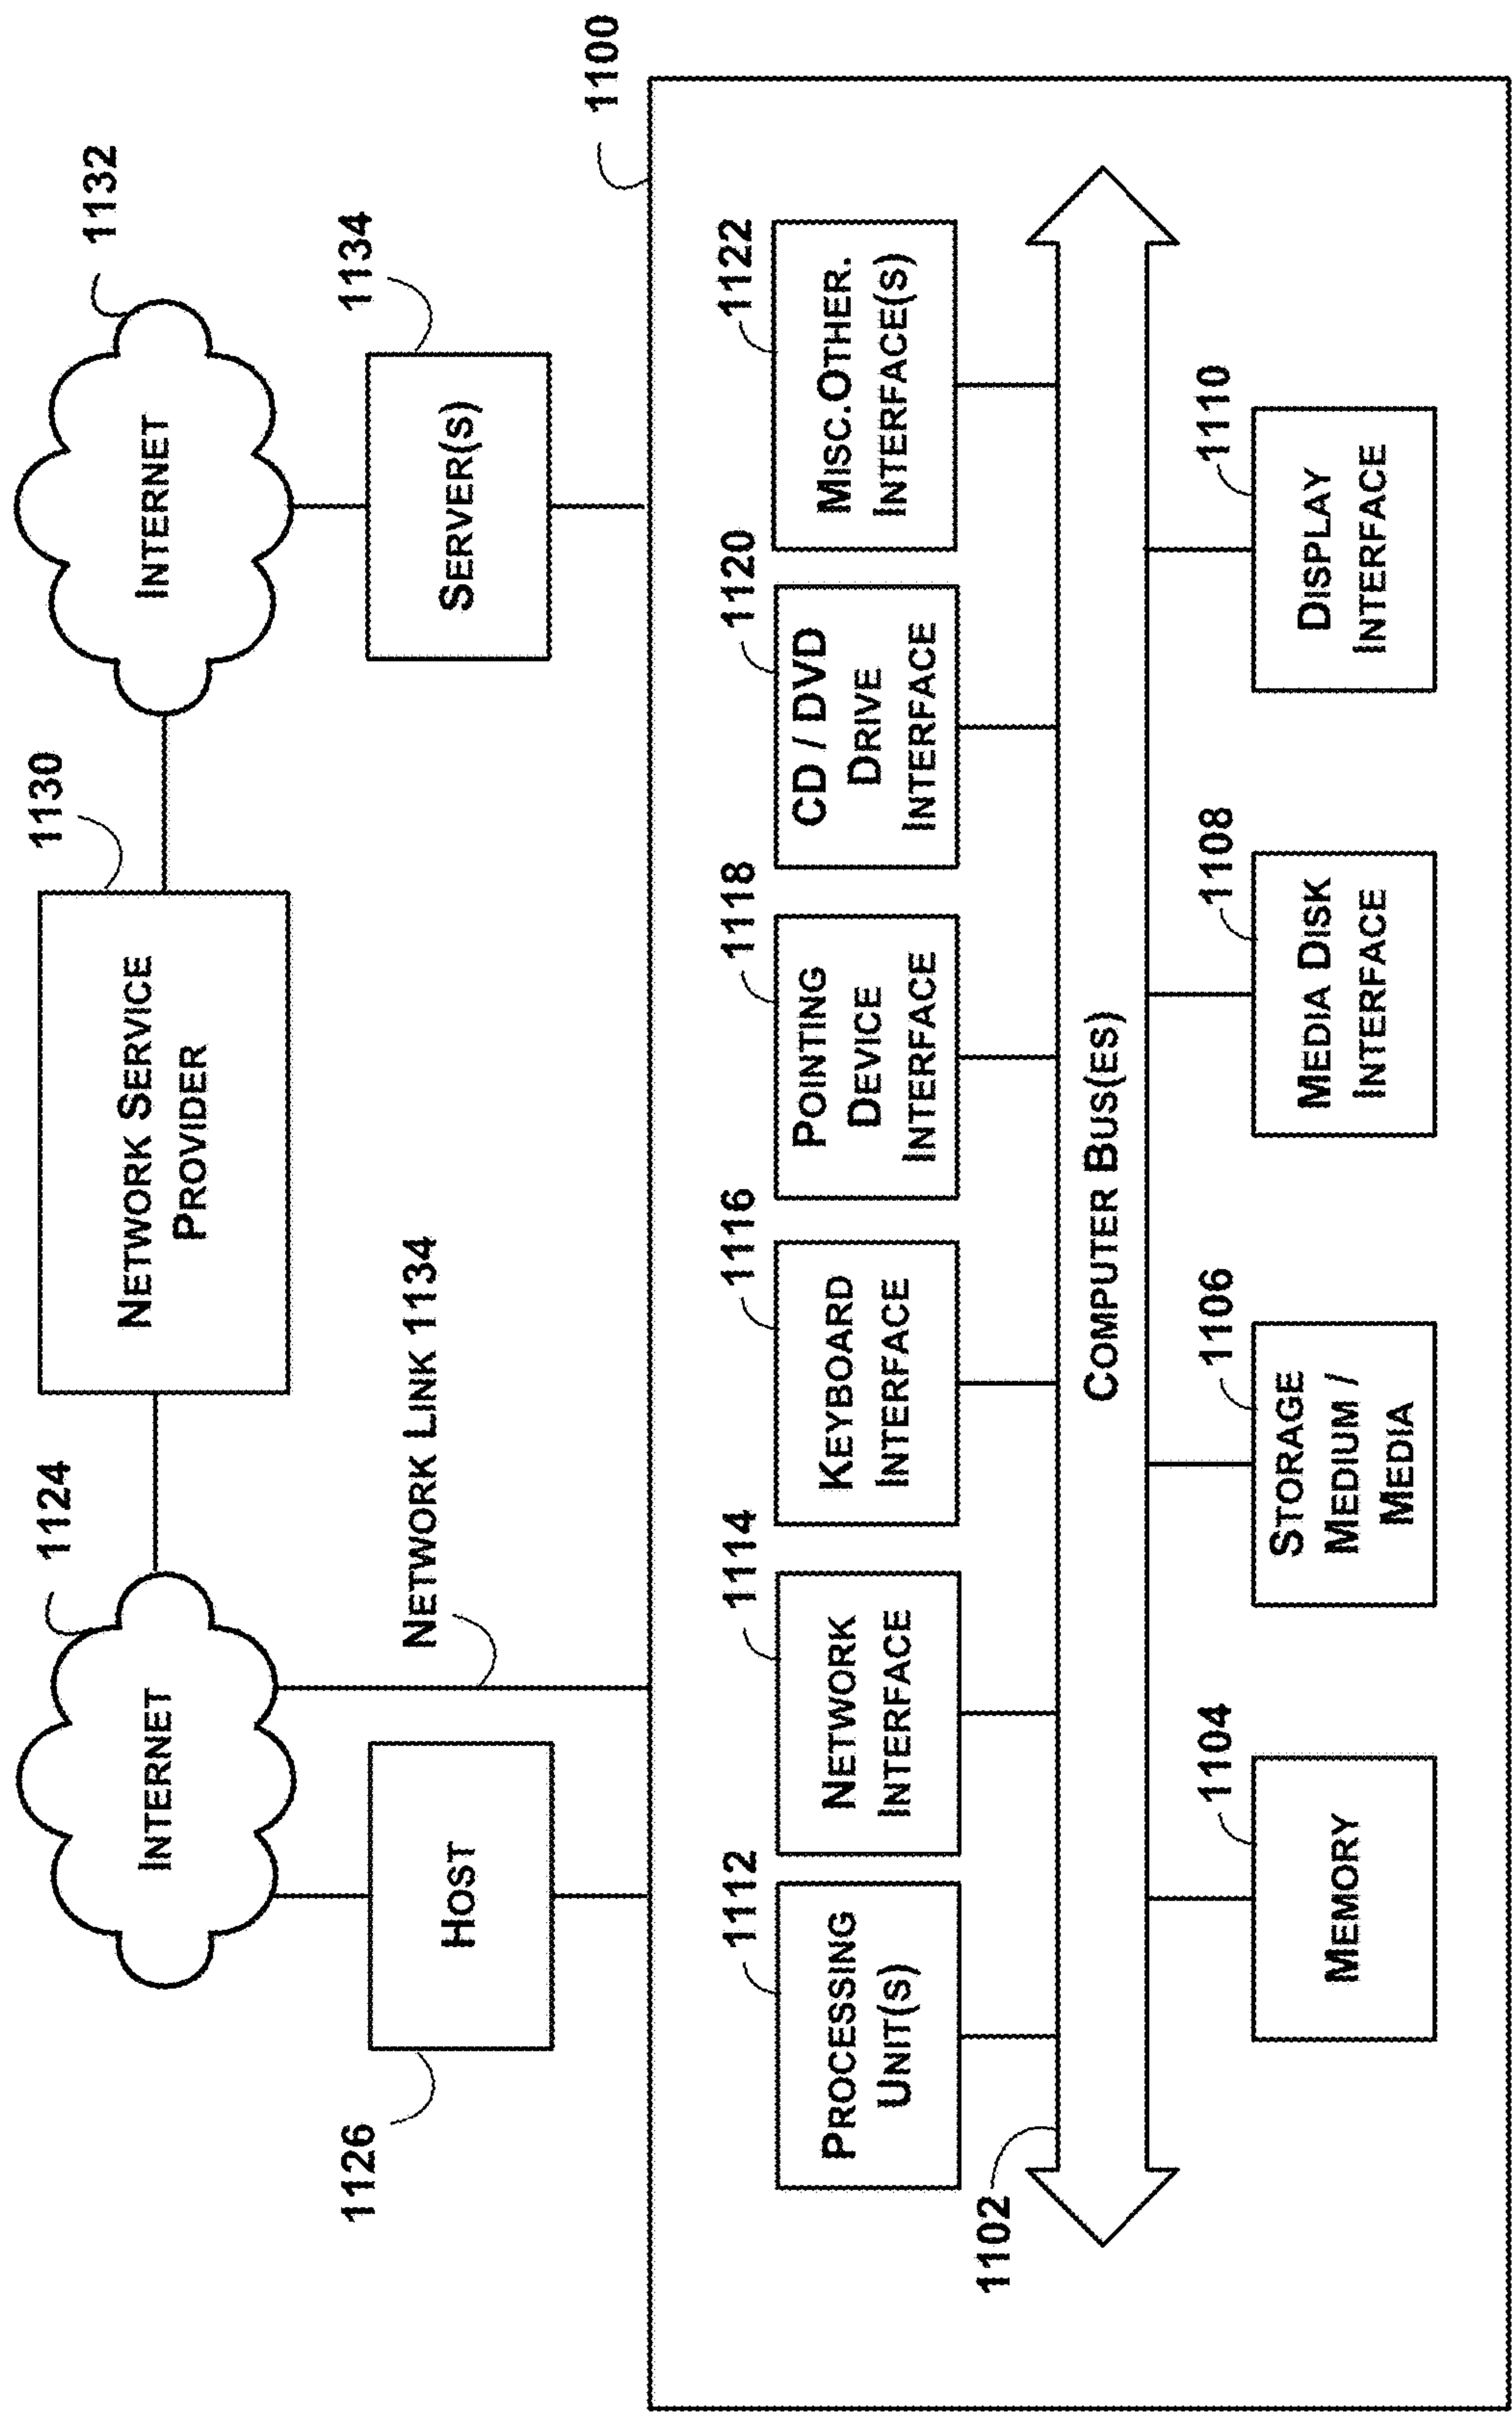 1124
INTERNET
1130
NETWORK SERVICE
PROVIDER
1132
INTERNET
1126
HOST
NETWORK LINK 1134
1134
SERVER(S)
1100
1112
PROCESSING
UNIT(S)
1114
NETWORK
INTERFACE
1116
KEYBOARD
INTERFACE
1118
POINTING
DEVICE
INTERFACE
1120
CD / DVD
DRIVE
INTERFACE
1122
MISC.OTHER.
INTERFACE(S)
1102
COMPUTER BUS(ES)
1104
MEMORY
1106
STORAGE
MEDIUM /
MEDIA
1108
MEDIA DISK
INTERFACE
1110
DISPLAY
INTERFACE